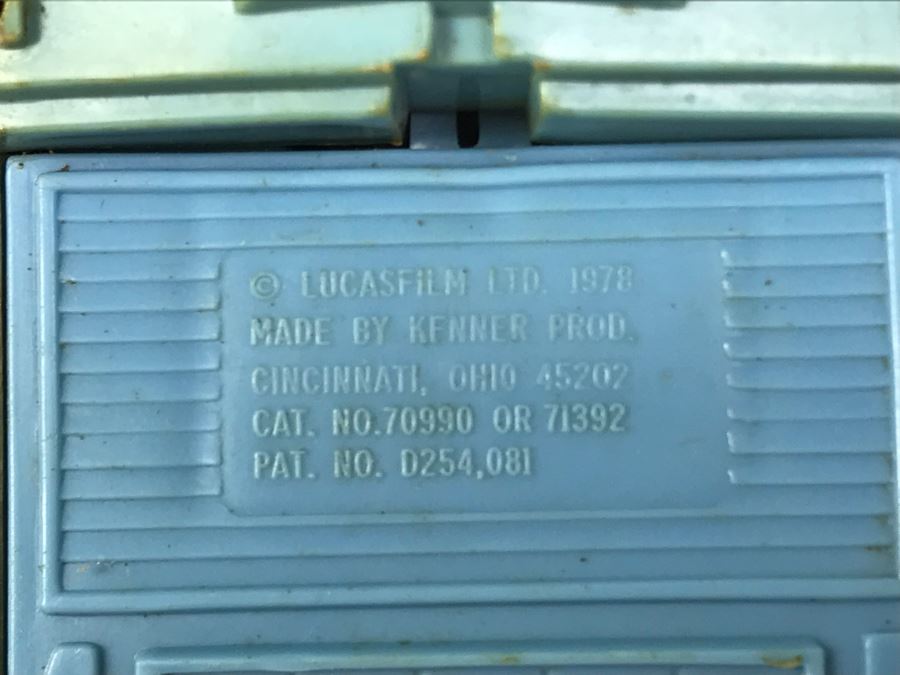 © LUCASFILM LTD. 1978
MADE BY KENNER PROD.
CINCINNATI, OHIO 45202
CAT. NO.70990 OR 71392
PAT. NO. D254,081